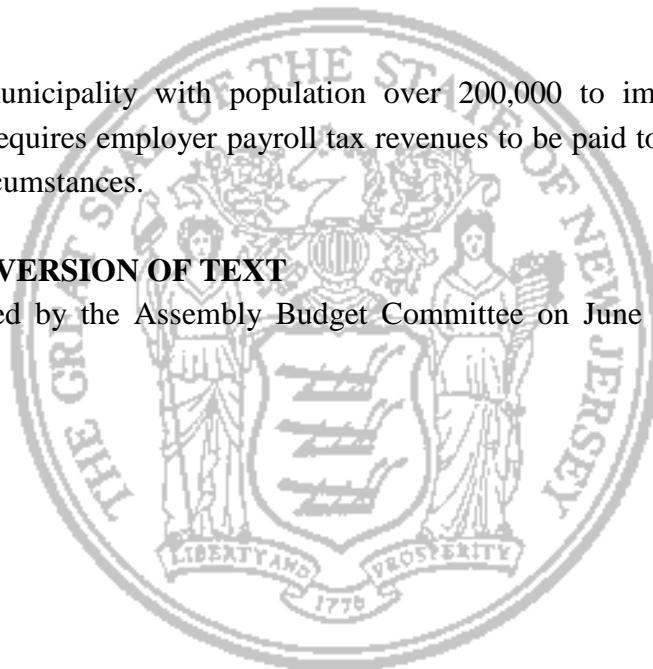 unicipality with population over 200,000 to im
equires employer payroll tax revenues to be paid to
cumstances.
VERSION OF TEXT
ed by the Assembly Budget Committee on June
THE GREAT SEAL OF THE STATE OF NEW JERSEY
LIBERTY AND PROSPERITY
1776